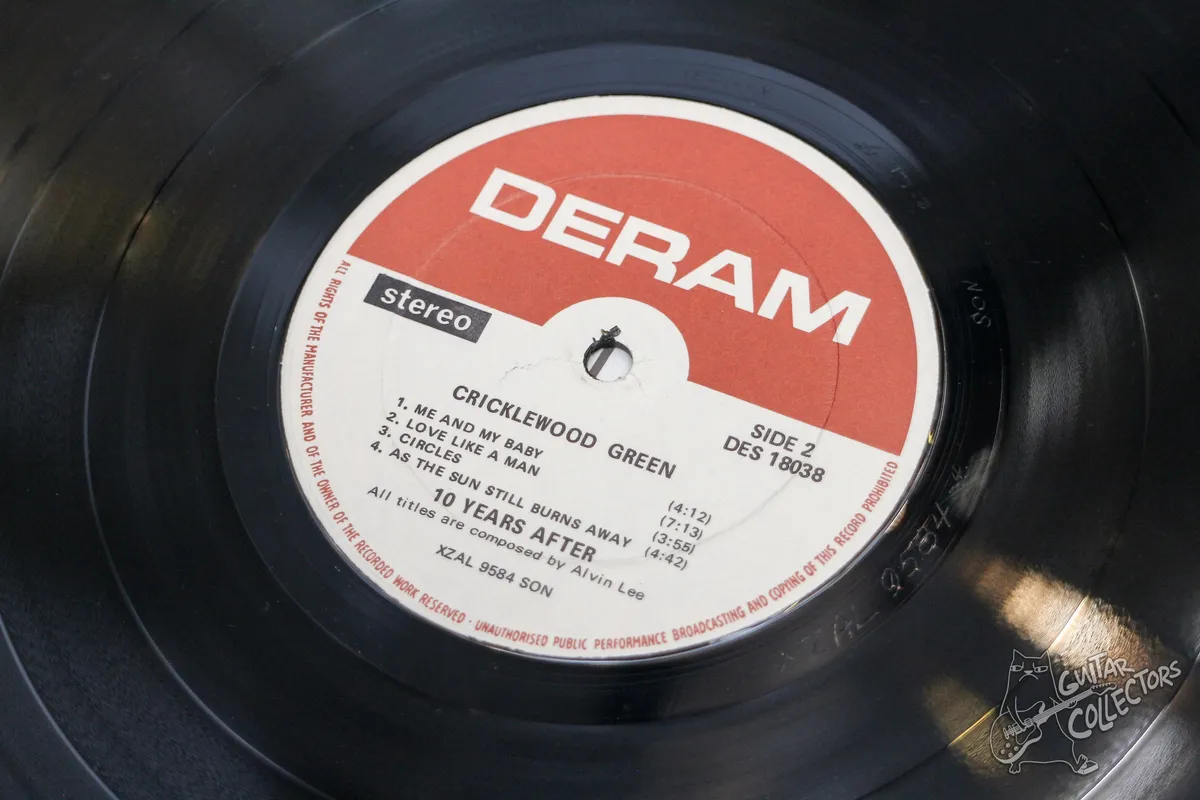 DERAM
stereo
SIDE 2
DES 18038
CRICKLEWOOD GREEN
1. ME AND MY BABY (4:12)
2. LOVE LIKE A MAN (7:13)
3. CIRCLES (3:55)
4. AS THE SUN STILL BURNS AWAY (4:42)
10 YEARS AFTER
All titles are composed by Alvin Lee
XZAL 9584 SON
ALL RIGHTS OF THE MANUFACTURER AND OF THE OWNER OF THE RECORDED WORK RESERVED · UNAUTHORISED PUBLIC PERFORMANCE BROADCASTING AND COPYING OF THIS RECORD PROHIBITED
GUITAR
COLLECTORS